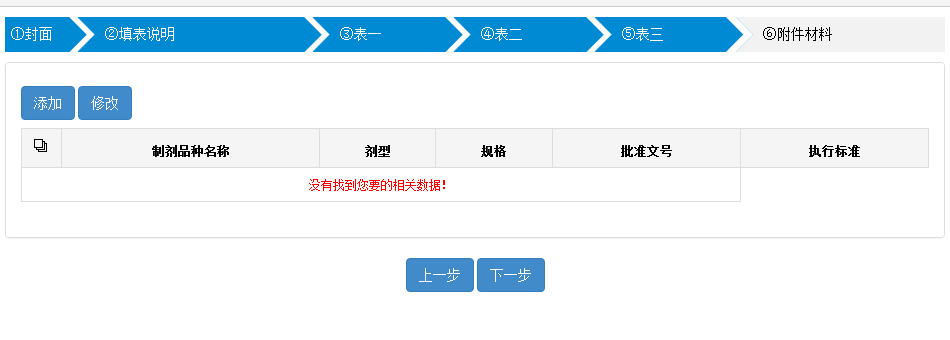 ①封面 ②填表说明 ③表一 ④表二 ⑤表三 ⑥附件材料
添加 修改
制剂品种名称 剂型 规格 批准文号 执行标准
没有找到您要的相关数据!
上一步 下一步